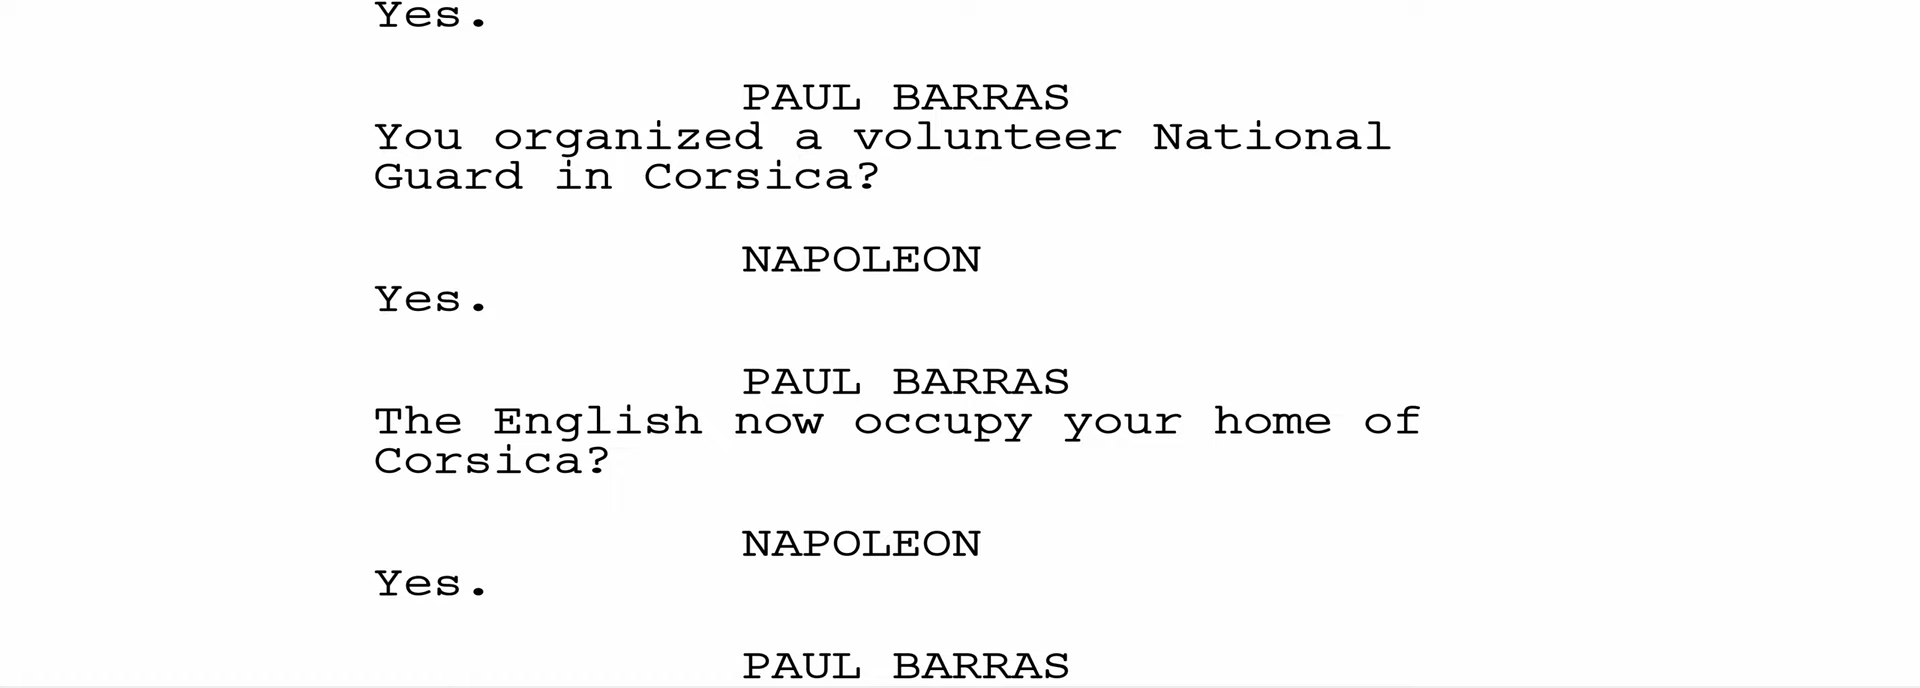 Yes.
PAUL BARRAS
You organized a volunteer National
Guard in Corsica?
NAPOLEON
Yes.
PAUL BARRAS
The English now occupy your home of
Corsica?
NAPOLEON
Yes.
PAUL BARRAS